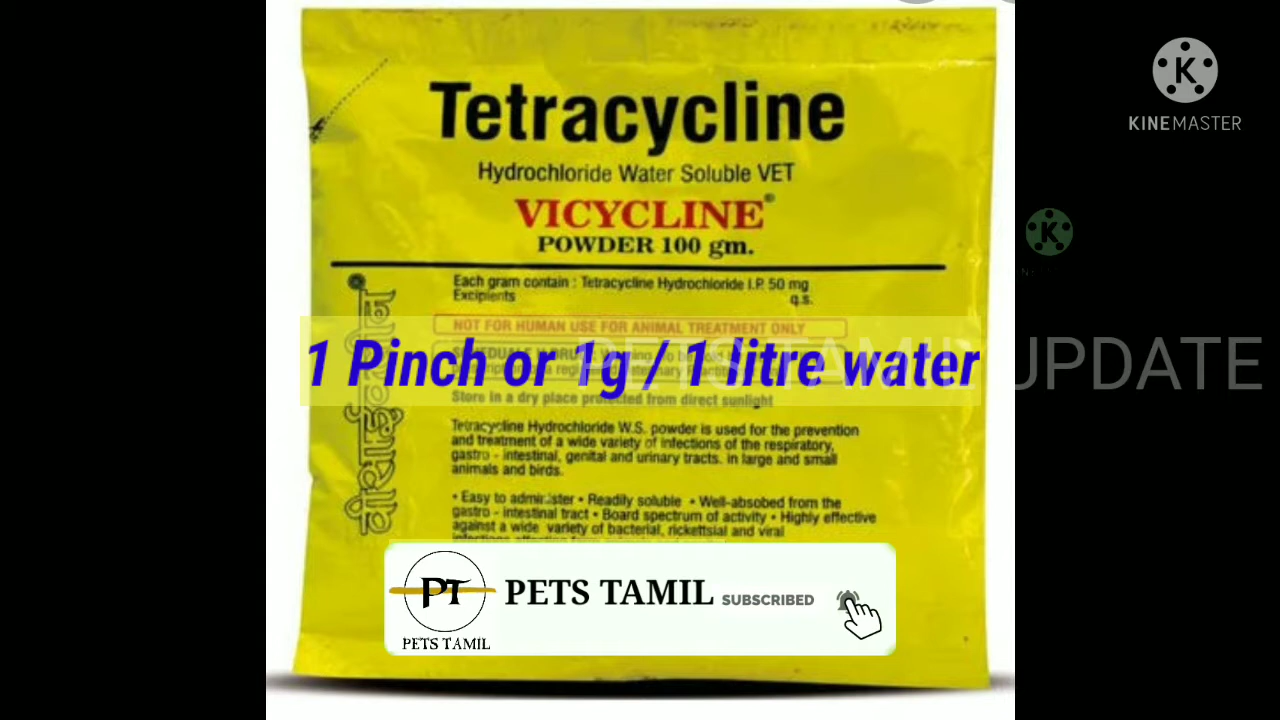 Tetracycline
Hydrochloride Water Soluble VET
VICYCLINE®
POWDER 100 gm.
Each gram contain : Tetracycline Hydrochloride I.P. 50 mg
Excipients q.s.
NOT FOR HUMAN USE FOR ANIMAL TREATMENT ONLY
1 Pinch or 1g / 1 litre water
PETS TAMIL UPDATE
Store in a dry place protected from direct sunlight
Tetracycline Hydrochloride W.S. powder is used for the prevention
and treatment of a wide variety of infections of the respiratory,
gastro - intestinal, genital and urinary tracts. in large and small
animals and birds.
• Easy to administer • Readily soluble • Well-absobed from the
gastro - intestinal tract • Board spectrum of activity • Highly effective
against a wide variety of bacterial, rickettsial and viral
वीसाईक्लीन
PT
PETS TAMIL
PETS TAMIL SUBSCRIBED
K
KINEMASTER
K